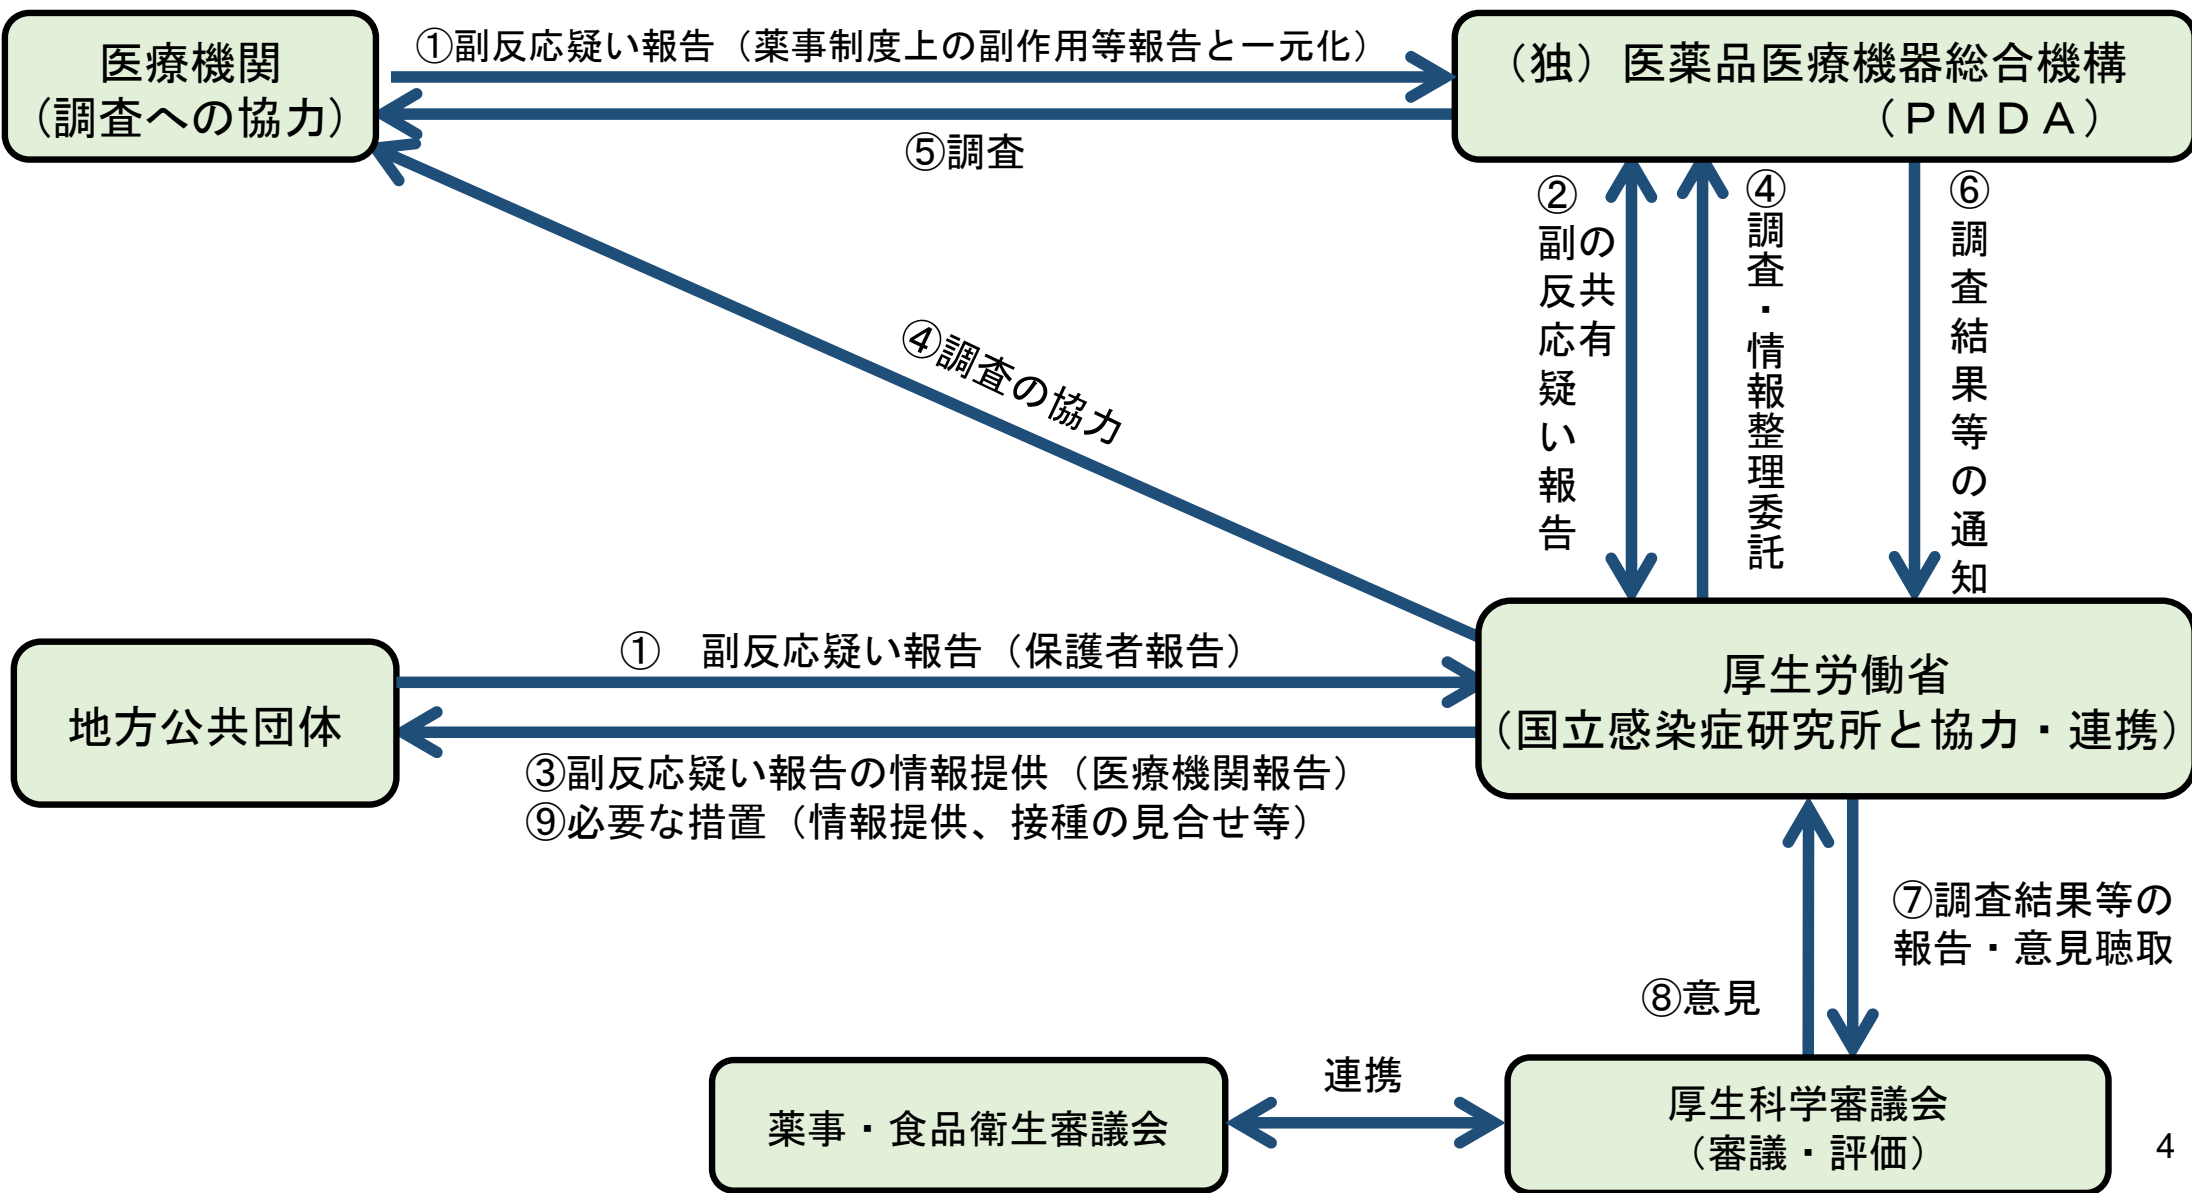 医療機関
（調査への協力）
①副反応疑い報告（薬事制度上の副作用等報告と一元化）
⑤調査
（独）医薬品医療機器総合機構
（ＰＭＤＡ）
②副反応疑い報告
の共有
④調査・情報整理委託
⑥調査結果等の通知
④調査の協力
地方公共団体
①　副反応疑い報告（保護者報告）
③副反応疑い報告の情報提供（医療機関報告）
⑨必要な措置（情報提供、接種の見合せ等）
厚生労働省
（国立感染症研究所と協力・連携）
⑦調査結果等の
報告・意見聴取
⑧意見
薬事・食品衛生審議会
連携
厚生科学審議会
（審議・評価）
4